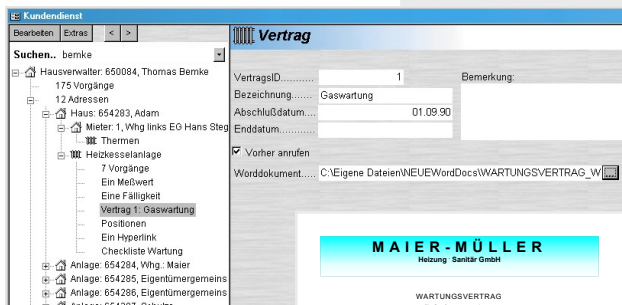 Kundendienst
Bearbeiten Extras < >
Suchen.. bemke
Hausverwalter: 650084, Thomas Bemke
175 Vorgänge
12 Adressen
Haus: 654283, Adam
Mieter: 1, Whg links EG Hans Steg
Thermen
Heizkesselanlage
7 Vorgänge
Ein Meßwert
Eine Fälligkeit
Vertrag 1: Gaswartung
Positionen
Ein Hyperlink
Checkliste Wartung
Anlage: 654284, Whg.: Maier
Anlage: 654285, Eigentümergemeins
Anlage: 654286, Eigentümergemeins
Vertrag
VertragsID........... 1
Bemerkung:
Bezeichnung....... Gaswartung
Abschlußdatum.... 01.09.90
Enddatum............
Vorher anrufen
Worddokument..... C:\Eigene Dateien\NEUEWordDocs\WARTUNGSVERTRAG_W ...
MAIER-MÜLLER
Heizung · Sanitär GmbH
WARTUNGSVERTRAG